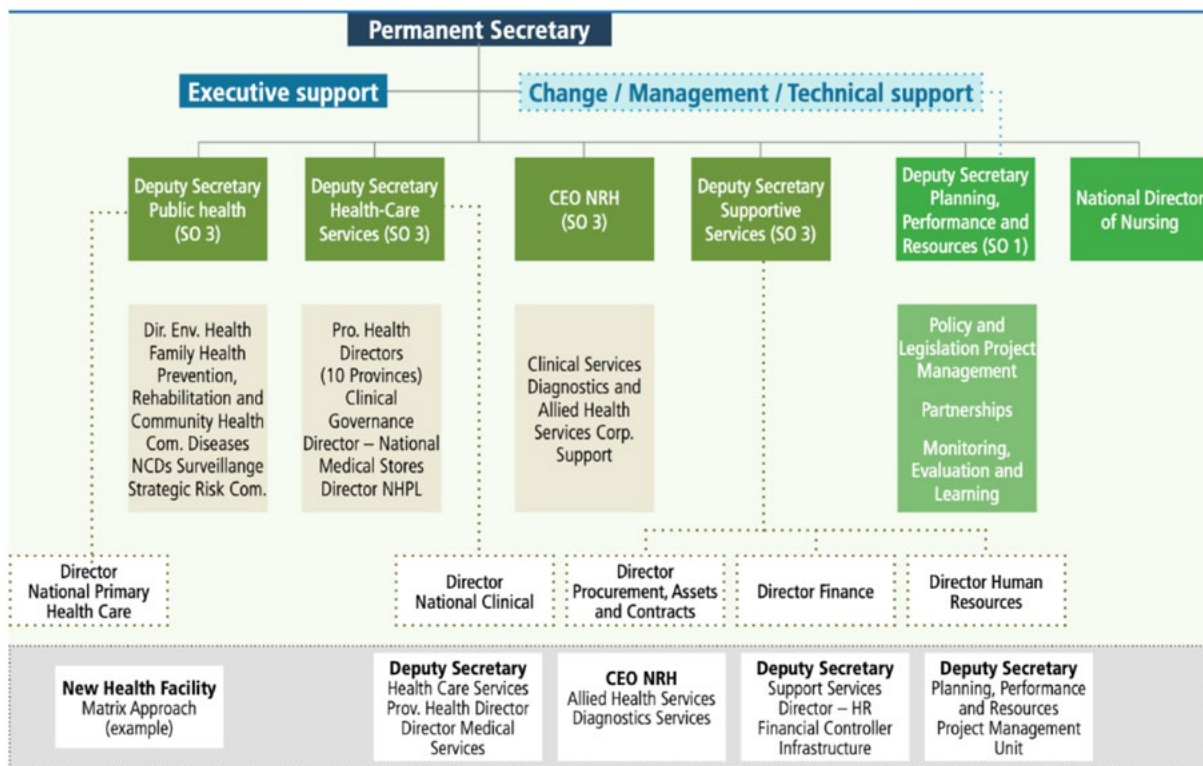 Permanent Secretary
Executive support
Change / Management / Technical support
Deputy Secretary
Public health
(SO 3)
Deputy Secretary
Health-Care
Services (SO 3)
CEO NRH
(SO 3)
Deputy Secretary
Supportive
Services (SO 3)
Deputy Secretary
Planning,
Performance and
Resources (SO 1)
National Director
of Nursing
Dir. Env. Health
Family Health
Prevention,
Rehabilitation and
Community Health
Com. Diseases
NCDs Surveillange
Strategic Risk Com.
Pro. Health
Directors
(10 Provinces)
Clinical
Governance
Director – National
Medical Stores
Director NHPL
Clinical Services
Diagnostics and
Allied Health
Services Corp.
Support
Policy and
Legislation Project
Management
Partnerships
Monitoring,
Evaluation and
Learning
Director
National Primary
Health Care
Director
National Clinical
Director
Procurement, Assets
and Contracts
Director Finance
Director Human
Resources
New Health Facility
Matrix Approach
(example)
Deputy Secretary
Health Care Services
Prov. Health Director
Director Medical
Services
CEO NRH
Allied Health Services
Diagnostics Services
Deputy Secretary
Support Services
Director – HR
Financial Controller
Infrastructure
Deputy Secretary
Planning, Performance
and Resources
Project Management
Unit